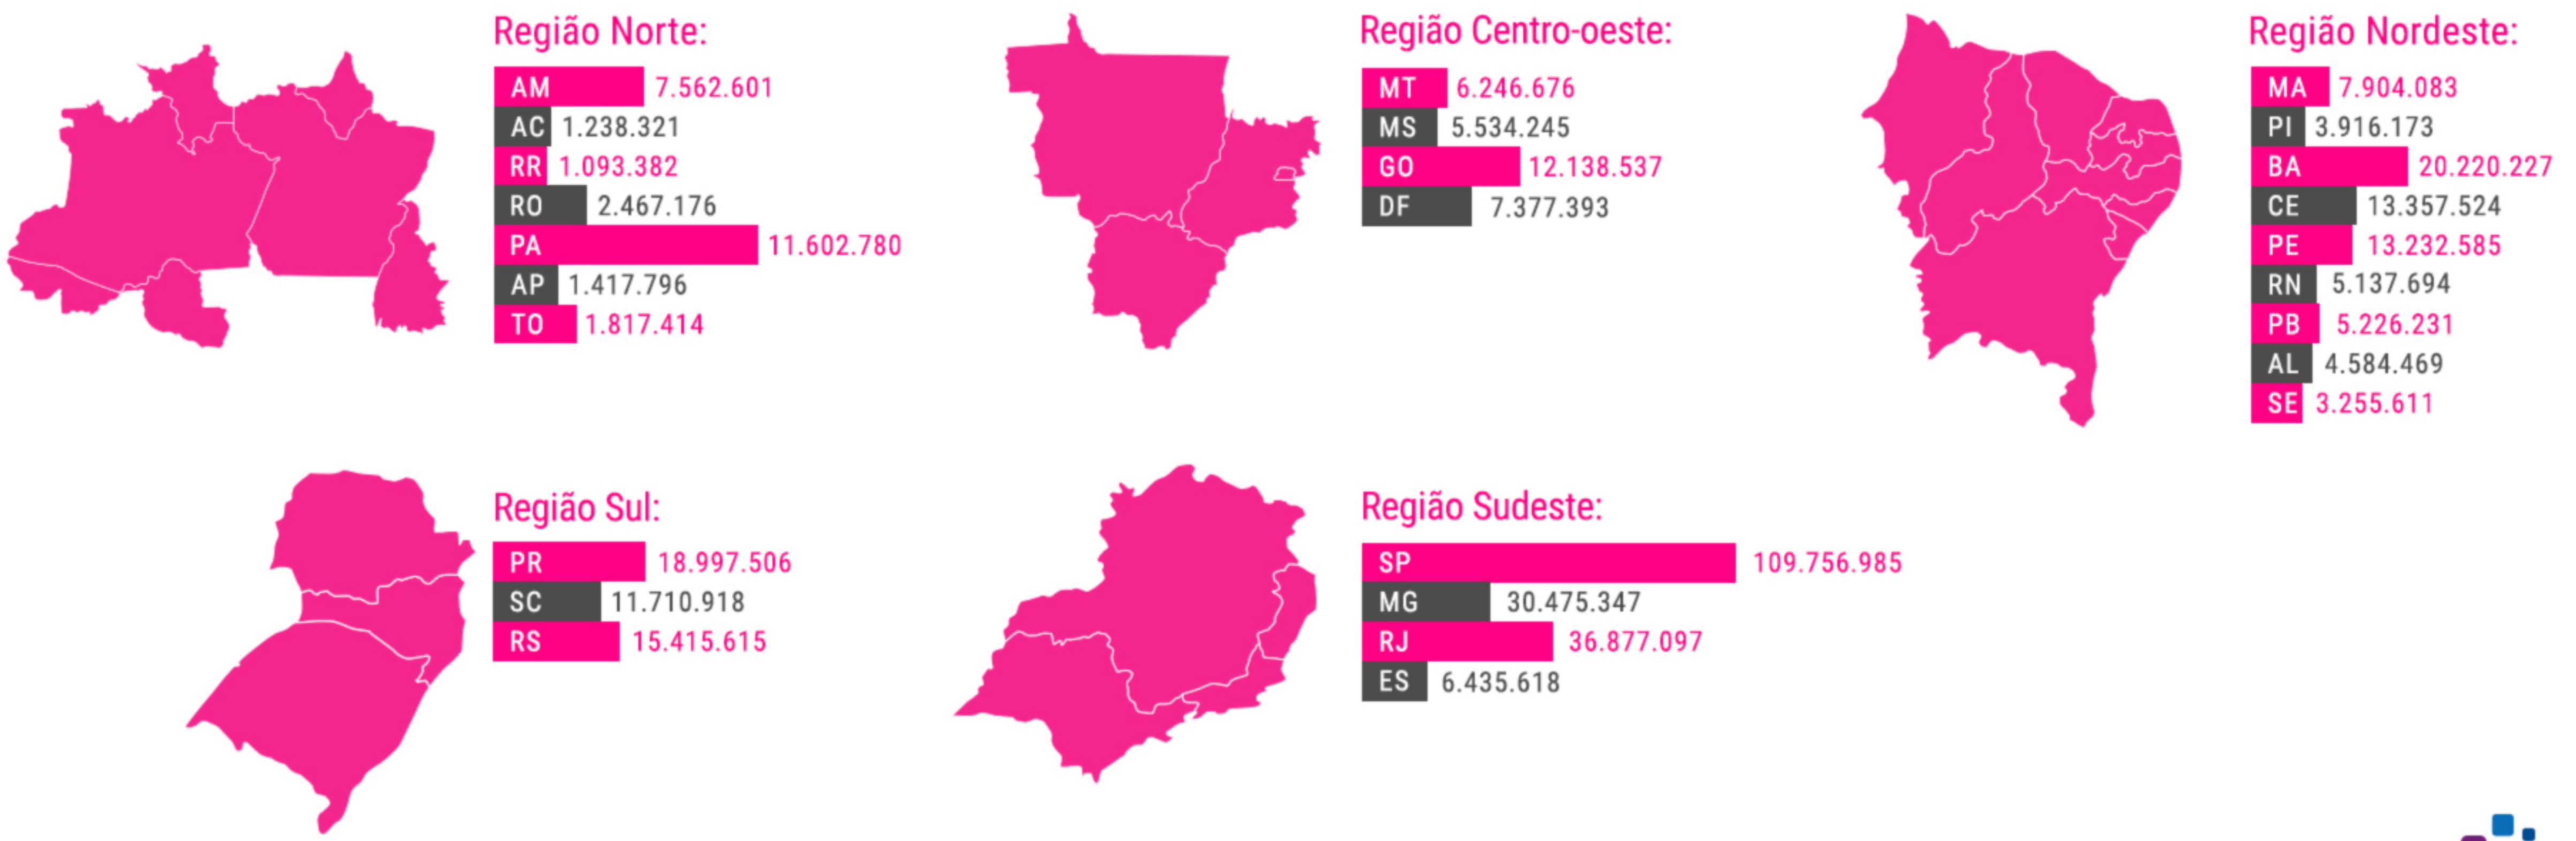 Região Norte:
AM 7.562.601
AC 1.238.321
RR 1.093.382
RO 2.467.176
PA 11.602.780
AP 1.417.796
TO 1.817.414
Região Centro-oeste:
MT 6.246.676
MS 5.534.245
GO 12.138.537
DF 7.377.393
Região Nordeste:
MA 7.904.083
PI 3.916.173
BA 20.220.227
CE 13.357.524
PE 13.232.585
RN 5.137.694
PB 5.226.231
AL 4.584.469
SE 3.255.611
Região Sul:
PR 18.997.506
SC 11.710.918
RS 15.415.615
Região Sudeste:
SP 109.756.985
MG 30.475.347
RJ 36.877.097
ES 6.435.618